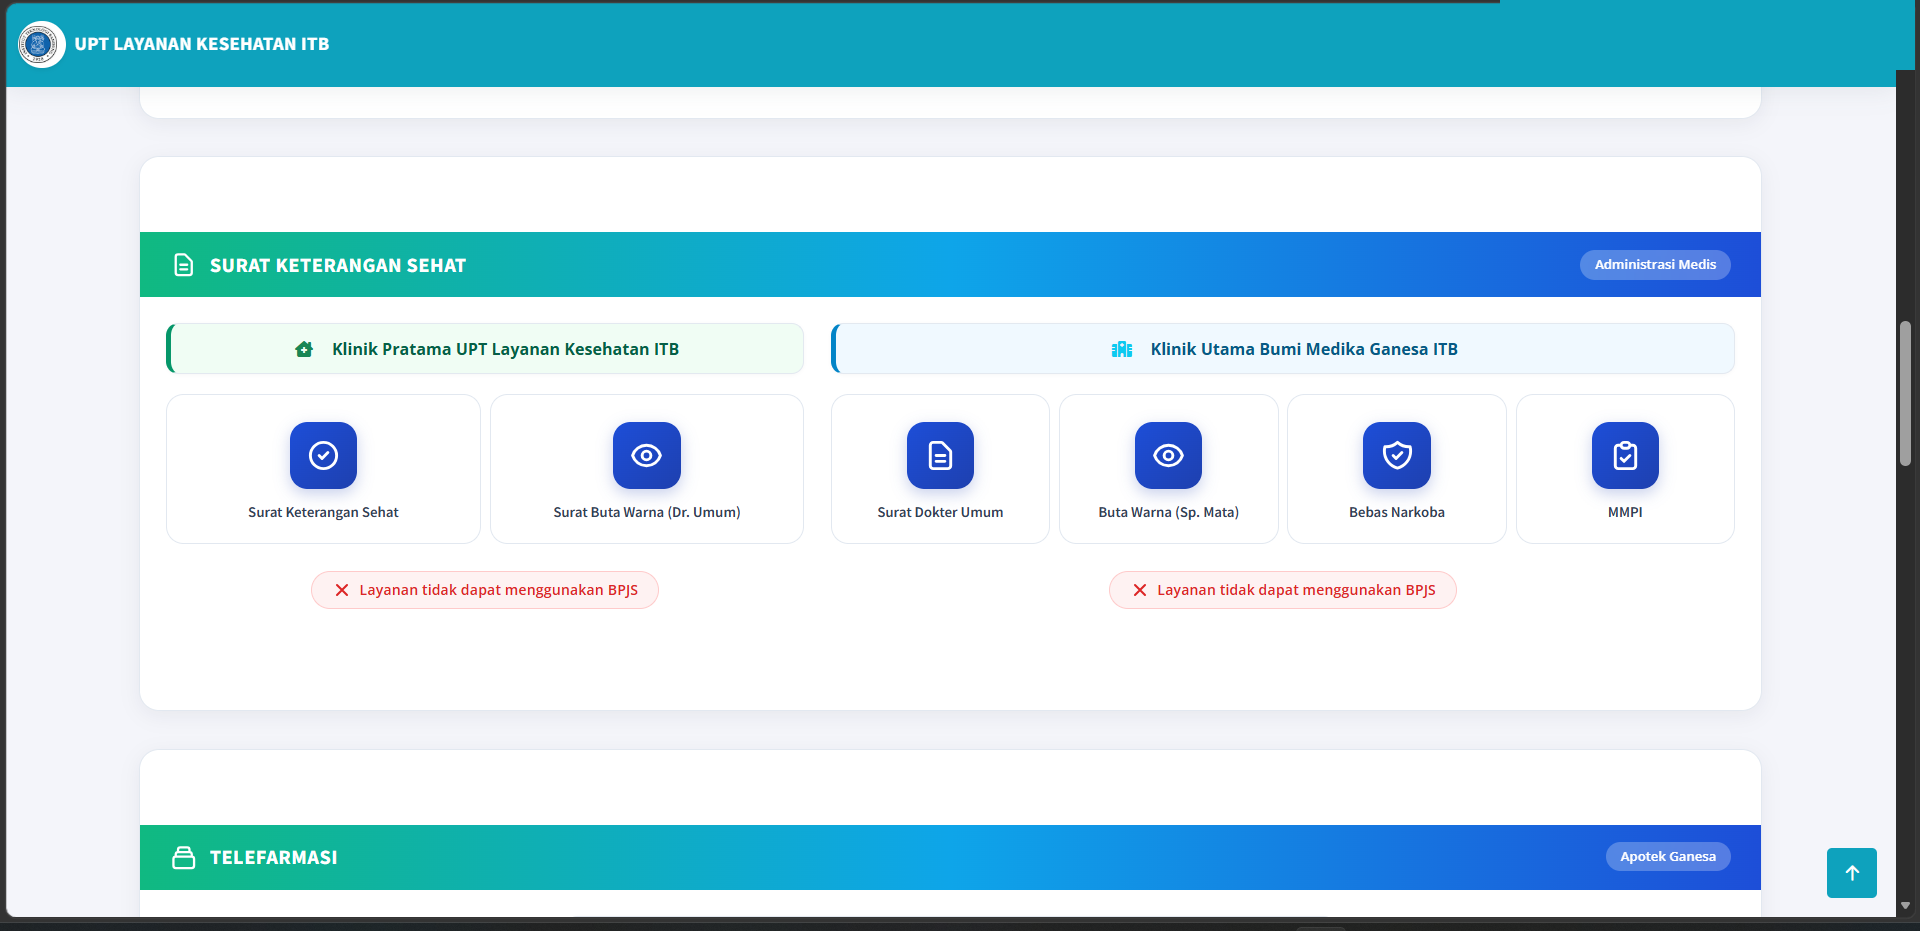 UPT LAYANAN KESEHATAN ITB
SURAT KETERANGAN SEHAT
Administrasi Medis
Klinik Pratama UPT Layanan Kesehatan ITB
Klinik Utama Bumi Medika Ganesa ITB
Surat Keterangan Sehat
Surat Buta Warna (Dr. Umum)
Surat Dokter Umum
Buta Warna (Sp. Mata)
Bebas Narkoba
MMPI
Layanan tidak dapat menggunakan BPJS
Layanan tidak dapat menggunakan BPJS
TELEFARMASI
Apotek Ganesa